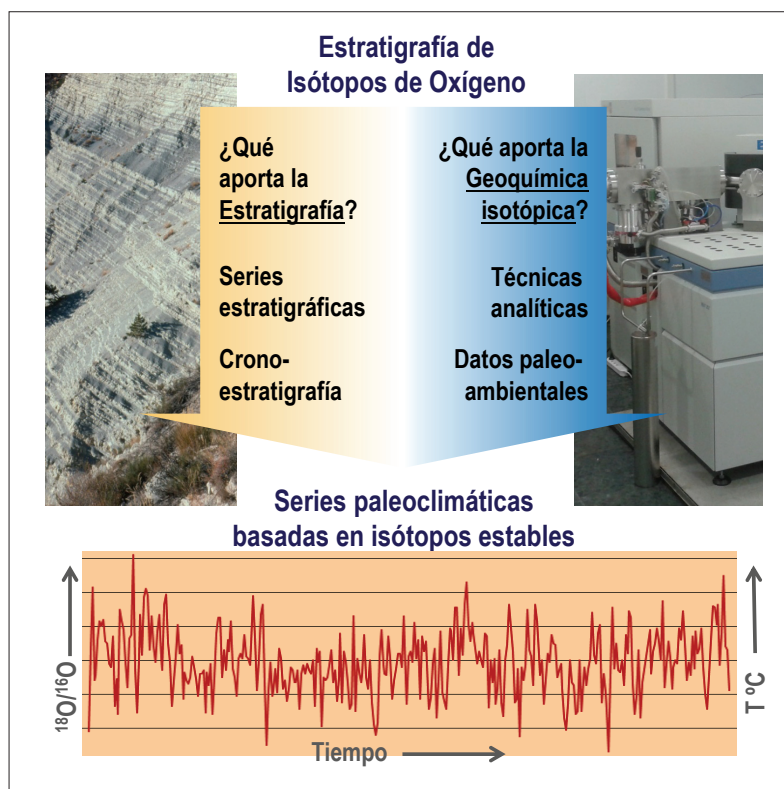 Estratigrafía de
Isótopos de Oxígeno
¿Qué
aporta la
Estratigrafía?
Series
estratigráficas
Crono-
estratigrafía
¿Qué aporta la
Geoquímica
isotópica?
Técnicas
analíticas
Datos paleo-
ambientales
Series paleoclimáticas
basadas en isótopos estables
¹⁸O/¹⁶O
T ºC
Tiempo